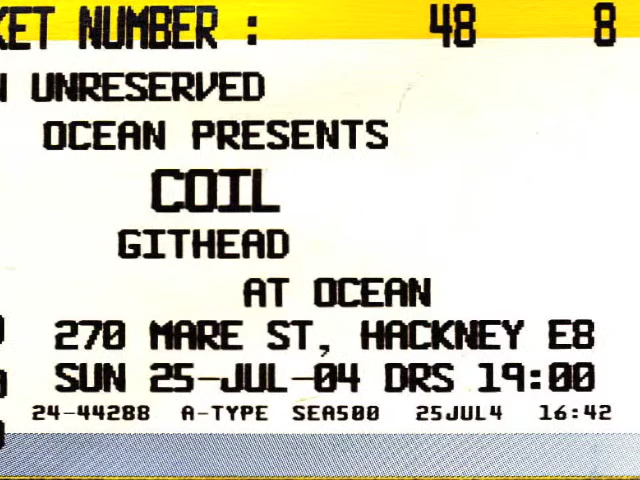 KET NUMBER : 48 8
N UNRESERVED
OCEAN PRESENTS
COIL
GITHEAD
AT OCEAN
270 MARE ST, HACKNEY E8
SUN 25-JUL-04 DRS 19:00
24-44288 A-TYPE SEA500 25JUL4 16:42